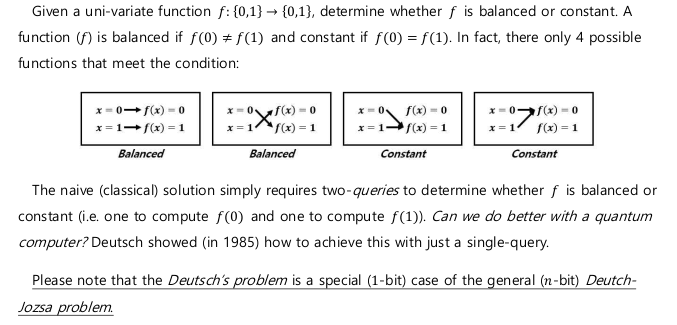 Given a uni-variate function f: {0,1} → {0,1}, determine whether f is balanced or constant. A
function (f) is balanced if f(0) ≠ f(1) and constant if f(0) = f(1). In fact, there only 4 possible
functions that meet the condition:
x = 0 f(x) = 0
x = 1 f(x) = 1
Balanced
x = 0 f(x) = 0
x = 1 f(x) = 1
Balanced
x = 0 f(x) = 0
x = 1 f(x) = 1
Constant
x = 0 f(x) = 0
x = 1 f(x) = 1
Constant
The naive (classical) solution simply requires two-queries to determine whether f is balanced or
constant (i.e. one to compute f(0) and one to compute f(1)). Can we do better with a quantum
computer? Deutsch showed (in 1985) how to achieve this with just a single-query.
Please note that the Deutsch's problem is a special (1-bit) case of the general (n-bit) Deutch-
Jozsa problem.